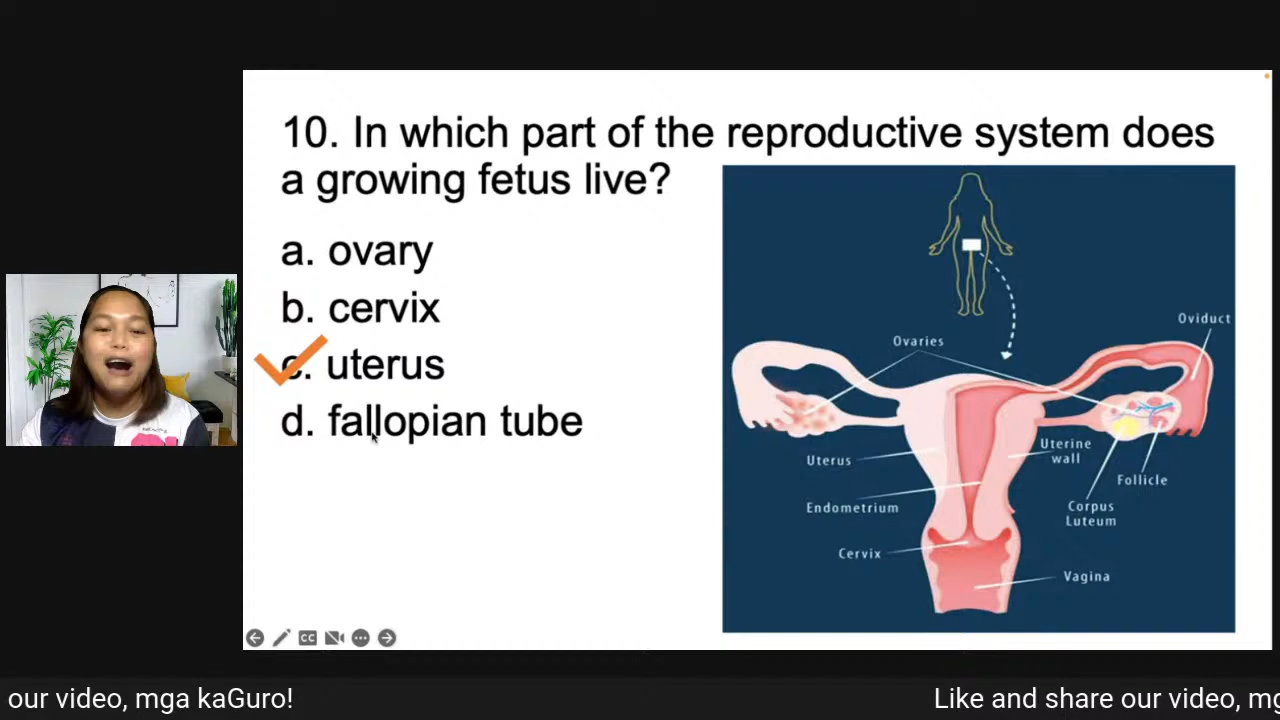 10. In which part of the reproductive system does
a growing fetus live?
a. ovary
b. cervix
c. uterus
d. fallopian tube
Oviduct
Ovaries
Uterus
Uterine
wall
Follicle
Endometrium
Corpus
Luteum
Cervix
Vagina
CC
our video, mga kaGuro!
Like and share our video, mg